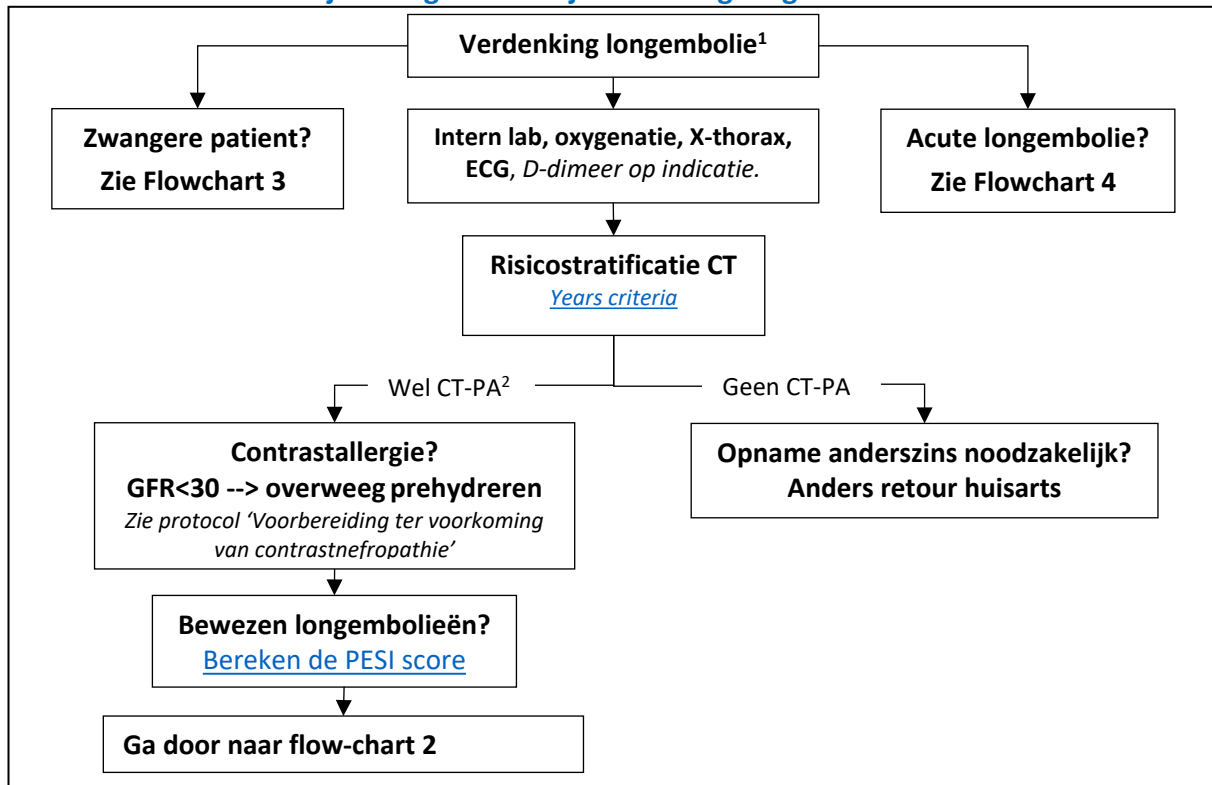 Verdenking longembolie¹
Zwangere patient?
Zie Flowchart 3
Intern lab, oxygenatie, X-thorax,
ECG, D-dimeer op indicatie.
Acute longembolie?
Zie Flowchart 4
Risicostratificatie CT
Years criteria
Wel CT-PA²
Geen CT-PA
Contrastallergie?
GFR<30 --> overweeg prehydreren
Zie protocol ‘Voorbereiding ter voorkoming
van contrastnefropathie’
Opname anderszins noodzakelijk?
Anders retour huisarts
Bewezen longembolieën?
Bereken de PESI score
Ga door naar flow-chart 2